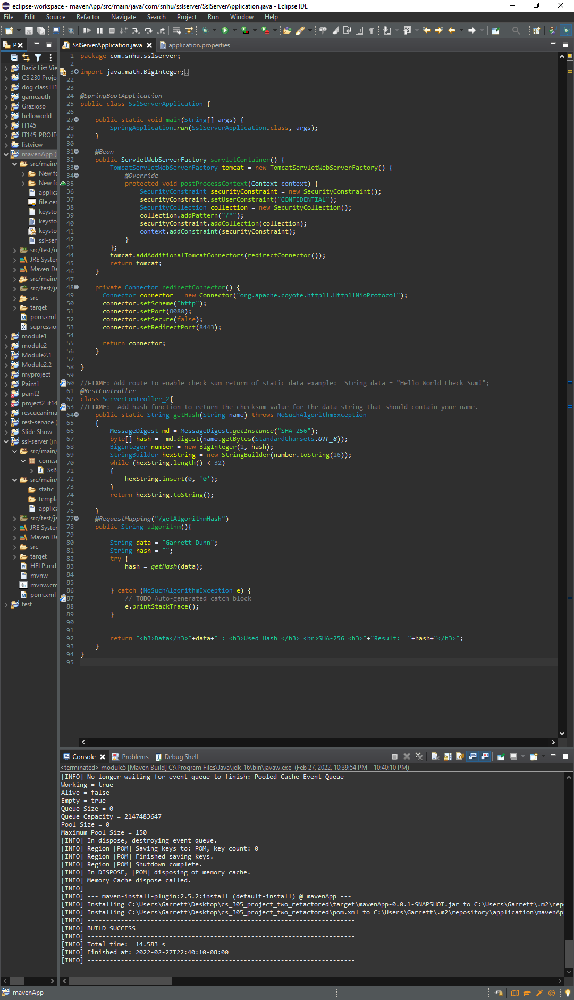 eclipse-workspace - mavenApp/src/main/java/com/snhu/sslserver/SslServerApplication.java - Eclipse IDE
File Edit Source Refactor Navigate Search Project Run Window Help
P
SslServerApplication.java application.properties
Basic List Vie
CS 230 Proje
dog class IT1
gameauth
Grazioso
helloworld
IT145
IT145_PROJE
listview
mavenApp (
src/main/
New fo
New fo
applica
file.cer
keysto
keysto
keysto
ssl-ser
src/test/re
JRE System
Maven De
src/main/
src/test/ja
src
target
pom.xml
supressio
module1
module2
Module2.1
Module2.2
myproject
Paint1
paint2
project2_it14
rescueanima
rest-service (
Slide Show
ssl-server (in
src/main/
com.sn
SslS
src/main/
static
templa
applica
src/test/ja
JRE System
Maven De
src
target
HELP.md
mvnw
mvnw.cm
pom.xml
test
1 package com.snhu.sslserver;
2
3 import java.math.BigInteger;
22
23
24 @SpringBootApplication
25 public class SslServerApplication {
26
27 public static void main(String[] args) {
28 SpringApplication.run(SslServerApplication.class, args);
29 }
30
31 @Bean
32 public ServletWebServerFactory servletContainer() {
33 TomcatServletWebServerFactory tomcat = new TomcatServletWebServerFactory() {
34 @Override
35 protected void postProcessContext(Context context) {
36 SecurityConstraint securityConstraint = new SecurityConstraint();
37 securityConstraint.setUserConstraint("CONFIDENTIAL");
38 SecurityCollection collection = new SecurityCollection();
39 collection.addPattern("/*");
40 securityConstraint.addCollection(collection);
41 context.addConstraint(securityConstraint);
42 }
43 };
44 tomcat.addAdditionalTomcatConnectors(redirectConnector());
45 return tomcat;
46 }
47
48 private Connector redirectConnector() {
49 Connector connector = new Connector("org.apache.coyote.http11.Http11NioProtocol");
50 connector.setScheme("http");
51 connector.setPort(8080);
52 connector.setSecure(false);
53 connector.setRedirectPort(8443);
54
55 return connector;
56 }
57
58 }
59
60 //FIXME: Add route to enable check sum return of static data example:  String data = "Hello World Check Sum!";
61 @RestController
62 class ServerController_2{
63 //FIXME:  Add hash function to return the checksum value for the data string that should contain your name.
64 public static String getHash(String name) throws NoSuchAlgorithmException
65 {
66 MessageDigest md = MessageDigest.getInstance("SHA-256");
67 byte[] hash =  md.digest(name.getBytes(StandardCharsets.UTF_8));
68 BigInteger number = new BigInteger(1, hash);
69 StringBuilder hexString = new StringBuilder(number.toString(16));
70 while (hexString.length() < 32)
71 {
72 hexString.insert(0, '0');
73 }
74 return hexString.toString();
75
76 }
77 @RequestMapping("/getAlgorithmHash")
78 public String algorithm(){
79
80 String data = "Garrett Dunn";
81 String hash = "";
82 try {
83 hash = getHash(data);
84
85
86 } catch (NoSuchAlgorithmException e) {
87 // TODO Auto-generated catch block
88 e.printStackTrace();
89 }
90
91
92 return "<h3>Data</h3>"+data+" : <h3>Used Hash </h3> <br>SHA-256 <h3>"+"Result:  "+hash+"</h3>";
93 }
94 }
95
Console Problems Debug Shell
<terminated> module5 [Maven Build] C:\Program Files\Java\jdk-16\bin\javaw.exe (Feb 27, 2022, 10:39:54 PM – 10:40:10 PM)
[INFO] No longer waiting for event queue to finish: Pooled Cache Event Queue
Working = true
Alive = false
Empty = true
Queue Size = 0
Queue Capacity = 2147483647
Pool Size = 0
Maximum Pool Size = 150
[INFO] In dispose, destroying event queue.
[INFO] Region [POM] Saving keys to: POM, key count: 0
[INFO] Region [POM] Finished saving keys.
[INFO] Region [POM] Shutdown complete.
[INFO] In DISPOSE, [POM] disposing of memory cache.
[INFO] Memory Cache dispose called.
[INFO]
[INFO] --- maven-install-plugin:2.5.2:install (default-install) @ mavenApp ---
[INFO] Installing C:\Users\Garrett\Desktop\cs_305_project_two_refactored\target\mavenApp-0.0.1-SNAPSHOT.jar to C:\Users\Garrett\.m2\repo
[INFO] Installing C:\Users\Garrett\Desktop\cs_305_project_two_refactored\pom.xml to C:\Users\Garrett\.m2\repository\application\mavenApp
[INFO] ------------------------------------------------------------------------
[INFO] BUILD SUCCESS
[INFO] ------------------------------------------------------------------------
[INFO] Total time:  14.583 s
[INFO] Finished at: 2022-02-27T22:40:10-08:00
[INFO] ------------------------------------------------------------------------
mavenApp